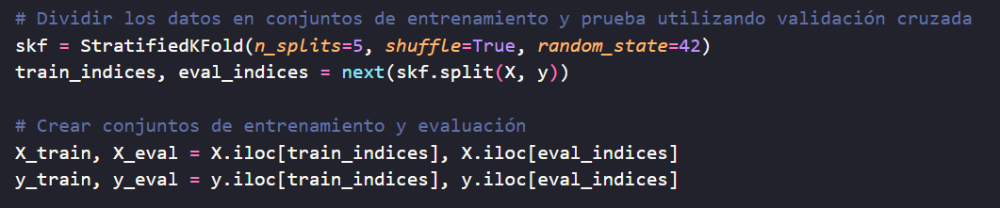 # Dividir los datos en conjuntos de entrenamiento y prueba utilizando validación cruzada
skf = StratifiedKFold(n_splits=5, shuffle=True, random_state=42)
train_indices, eval_indices = next(skf.split(X, y))
# Crear conjuntos de entrenamiento y evaluación
X_train, X_eval = X.iloc[train_indices], X.iloc[eval_indices]
y_train, y_eval = y.iloc[train_indices], y.iloc[eval_indices]